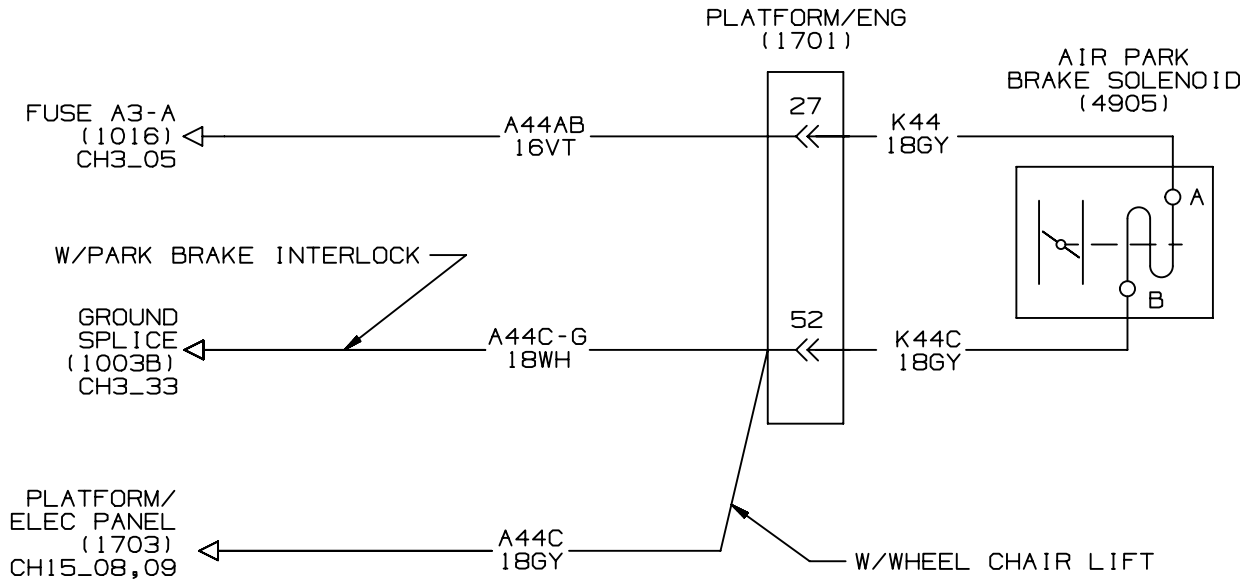 PLATFORM/ENG
(1701)
AIR PARK
BRAKE SOLENOID
(4905)
FUSE A3-A
(1016)
CH3_05
A44AB
16VT
27
K44
18GY
A
W/PARK BRAKE INTERLOCK
B
GROUND
SPLICE
(1003B)
CH3_33
A44C-G
18WH
52
K44C
18GY
PLATFORM/
ELEC PANEL
(1703)
CH15_08,09
A44C
18GY
W/WHEEL CHAIR LIFT